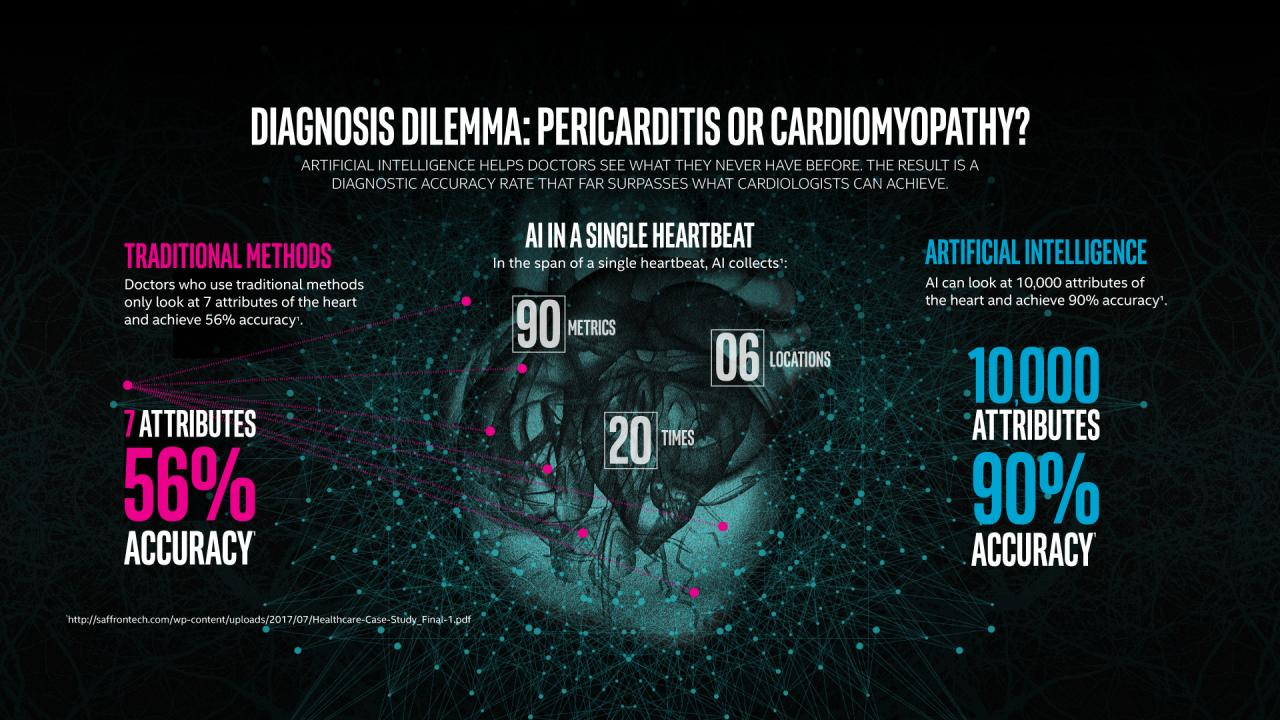 DIAGNOSIS DILEMMA: PERICARDITIS OR CARDIOMYOPATHY?
ARTIFICIAL INTELLIGENCE HELPS DOCTORS SEE WHAT THEY NEVER HAVE BEFORE. THE RESULT IS A
DIAGNOSTIC ACCURACY RATE THAT FAR SURPASSES WHAT CARDIOLOGISTS CAN ACHIEVE.
TRADITIONAL METHODS
Doctors who use traditional methods
only look at 7 attributes of the heart
and achieve 56% accuracy¹.
7 ATTRIBUTES
56%
ACCURACY¹
AI IN A SINGLE HEARTBEAT
In the span of a single heartbeat, AI collects¹:
90 METRICS
06 LOCATIONS
20 TIMES
ARTIFICIAL INTELLIGENCE
AI can look at 10,000 attributes of
the heart and achieve 90% accuracy¹.
10,000
ATTRIBUTES
90%
ACCURACY¹
¹http://saffrontech.com/wp-content/uploads/2017/07/Healthcare-Case-Study_Final-1.pdf